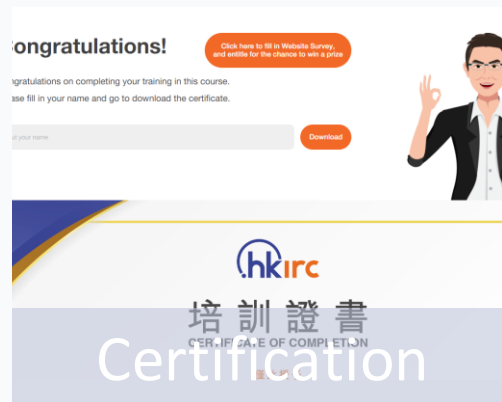 ongratulations!
Click here to fill in Website Survey,
and entitle for the chance to win a prize
ngratulations on completing your training in this course.
ase fill in your name and go to download the certificate.
your name
Download
.hkirc
培訓證書
CERTIFICATE OF COMPLETION
Certification